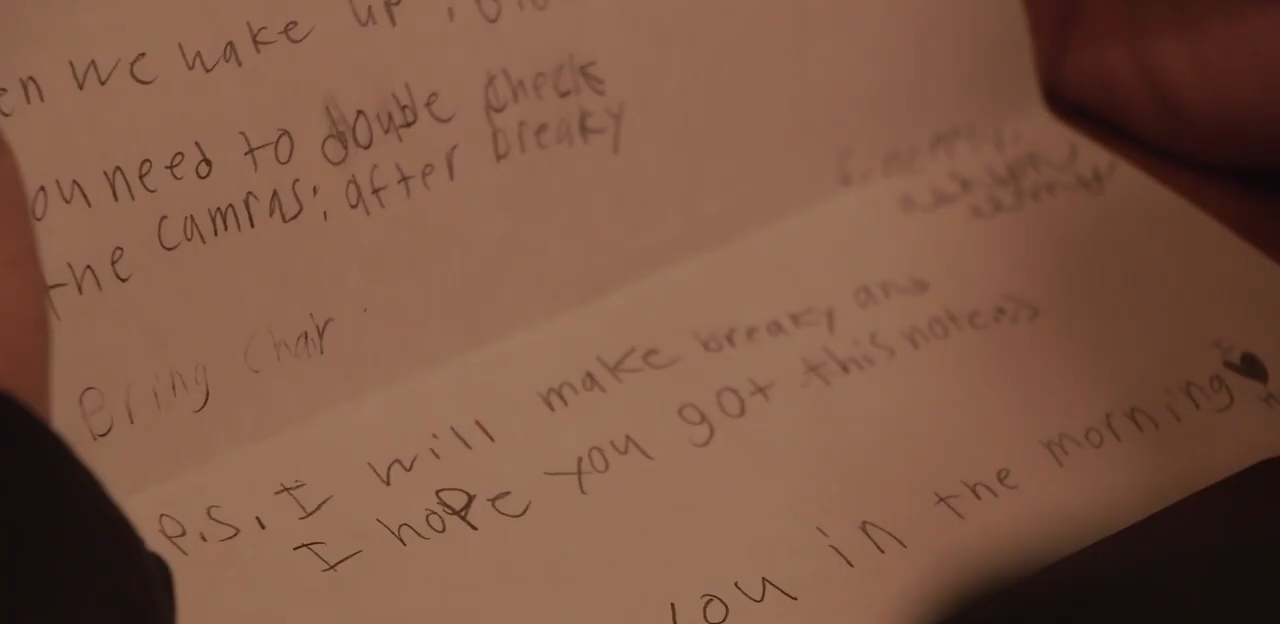 en we wake up
ou need to double check
the camras; after breaky
Bring Chair
P.S. I will make breaky and
I hope you got this note
you in the morning